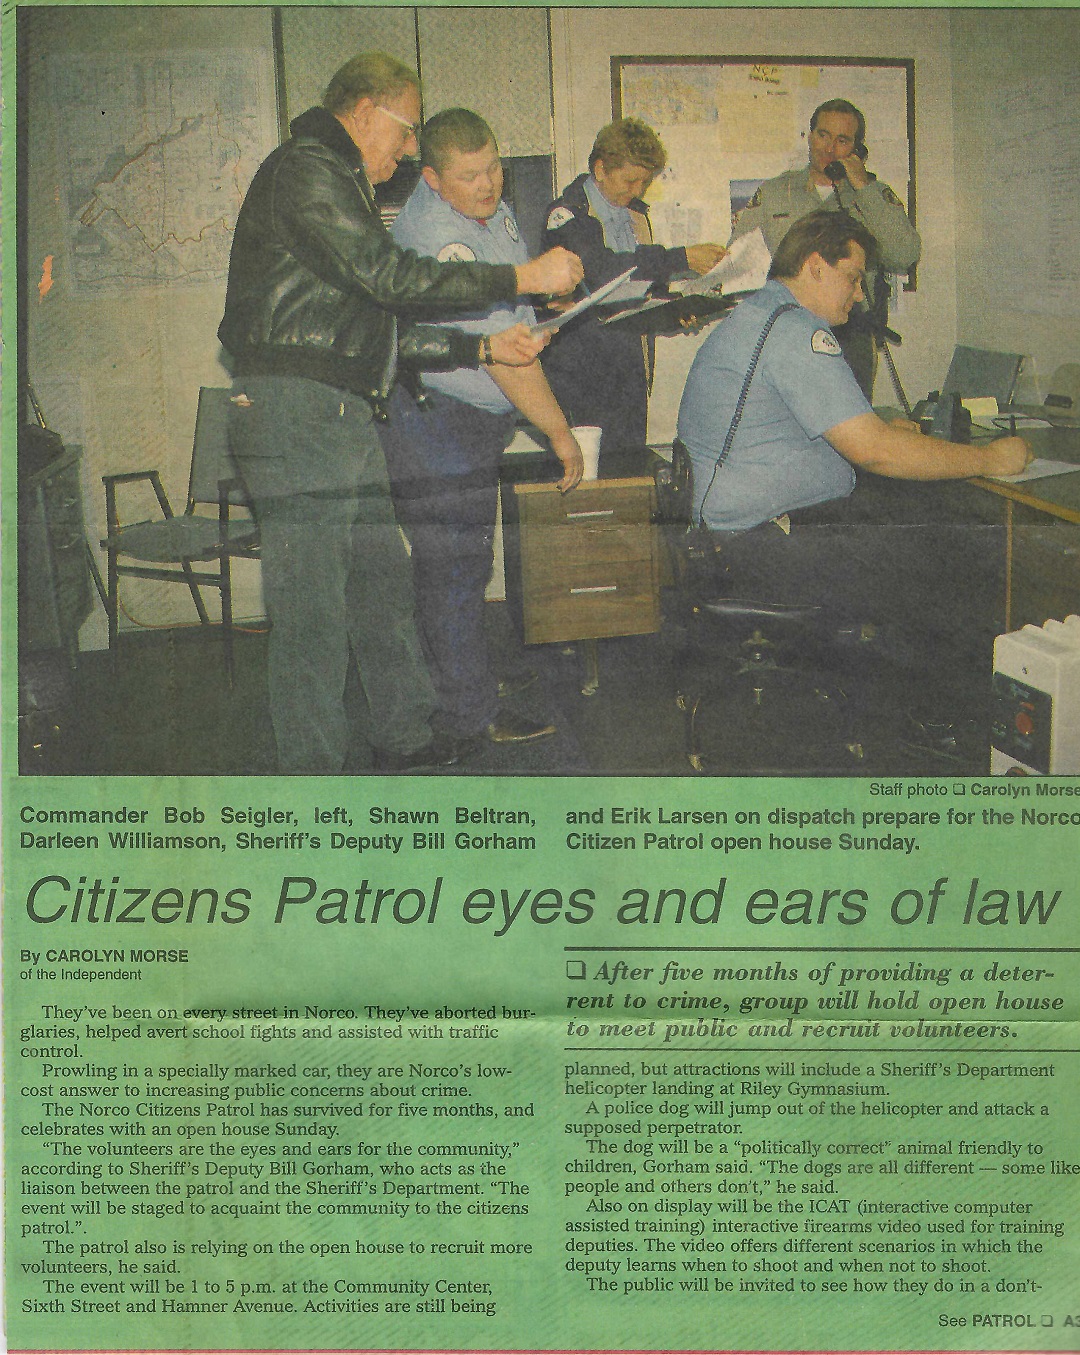 NCP
Staff photo ❑ Carolyn Morse
Commander Bob Seigler, left, Shawn Beltran,
Darleen Williamson, Sheriff's Deputy Bill Gorham
and Erik Larsen on dispatch prepare for the Norco
Citizen Patrol open house Sunday.
Citizens Patrol eyes and ears of law
By CAROLYN MORSE
of the Independent
They've been on every street in Norco. They've aborted bur-
glaries, helped avert school fights and assisted with traffic
control.
Prowling in a specially marked car, they are Norco's low-
cost answer to increasing public concerns about crime.
The Norco Citizens Patrol has survived for five months, and
celebrates with an open house Sunday.
“The volunteers are the eyes and ears for the community,”
according to Sheriff's Deputy Bill Gorham, who acts as the
liaison between the patrol and the Sheriff's Department. “The
event will be staged to acquaint the community to the citizens
patrol.”.
The patrol also is relying on the open house to recruit more
volunteers, he said.
The event will be 1 to 5 p.m. at the Community Center,
Sixth Street and Hamner Avenue. Activities are still being
❑ After five months of providing a deter-
rent to crime, group will hold open house
to meet public and recruit volunteers.
planned, but attractions will include a Sheriff's Department
helicopter landing at Riley Gymnasium.
A police dog will jump out of the helicopter and attack a
supposed perpetrator.
The dog will be a “politically correct” animal friendly to
children, Gorham said. “The dogs are all different — some like
people and others don't,” he said.
Also on display will be the ICAT (interactive computer
assisted training) interactive firearms video used for training
deputies. The video offers different scenarios in which the
deputy learns when to shoot and when not to shoot.
The public will be invited to see how they do in a don't-
See PATROL ❑ A3